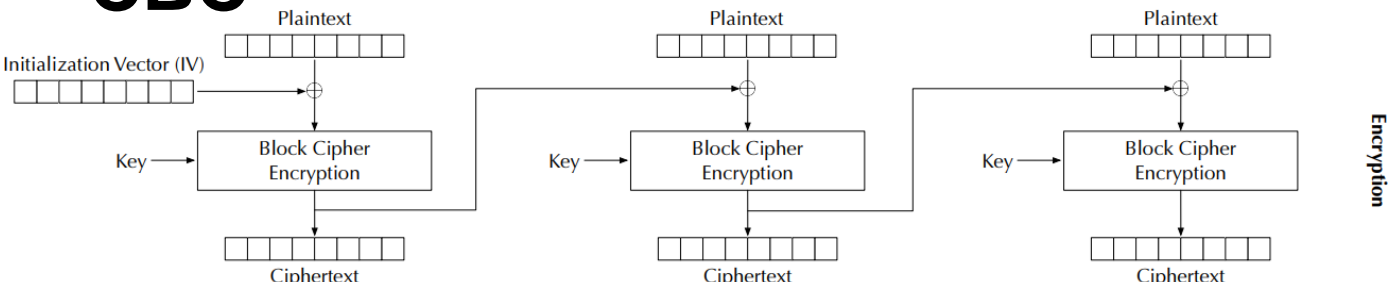 CBC
Plaintext
Plaintext
Plaintext
Initialization Vector (IV)
Key
Block Cipher
Encryption
Key
Block Cipher
Encryption
Key
Block Cipher
Encryption
Encryption
Ciphertext
Ciphertext
Ciphertext